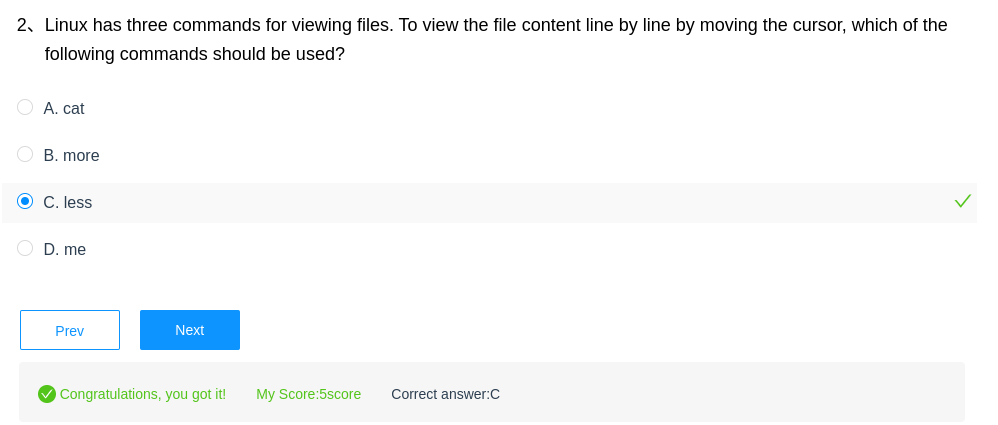 2、Linux has three commands for viewing files. To view the file content line by line by moving the cursor, which of the
following commands should be used?
A. cat
B. more
C. less
D. me
Prev
Next
Congratulations, you got it! My Score:5score Correct answer:C